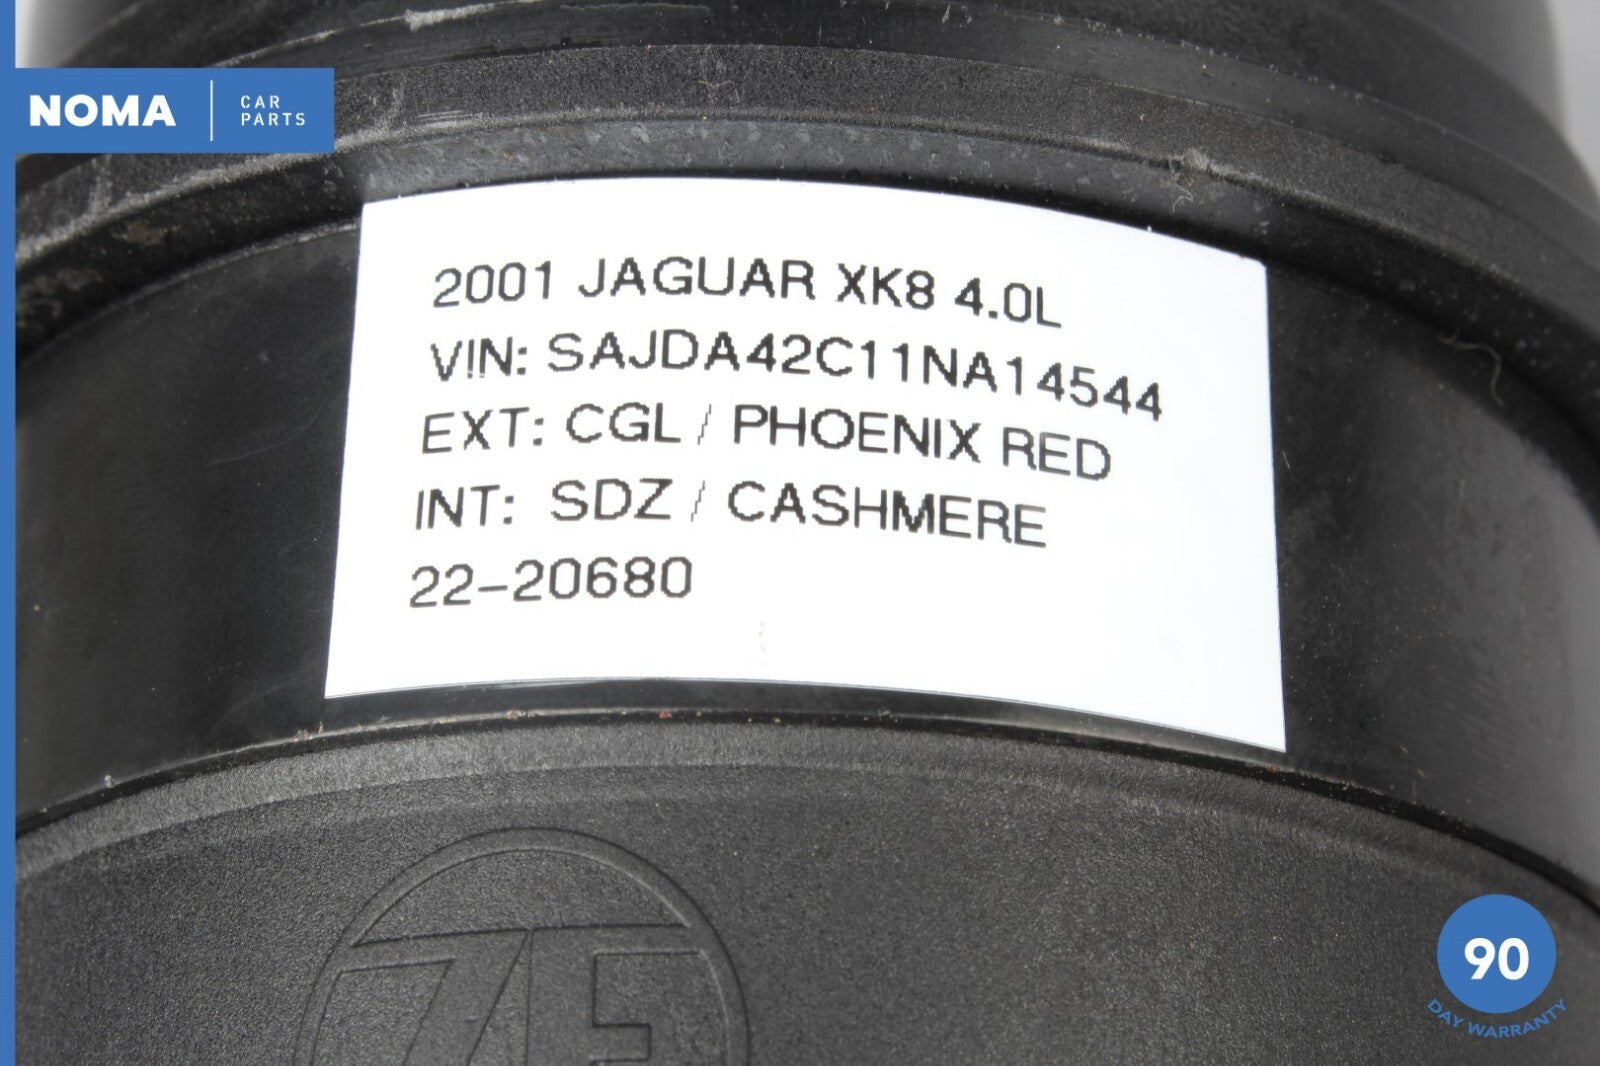 NOMA
CAR
PARTS
2001 JAGUAR XK8 4.0L
VIN: SAJDA42C11NA14544
EXT: CGL / PHOENIX RED
INT: SDZ / CASHMERE
22-20680
ZF
90
DAY WARRANTY